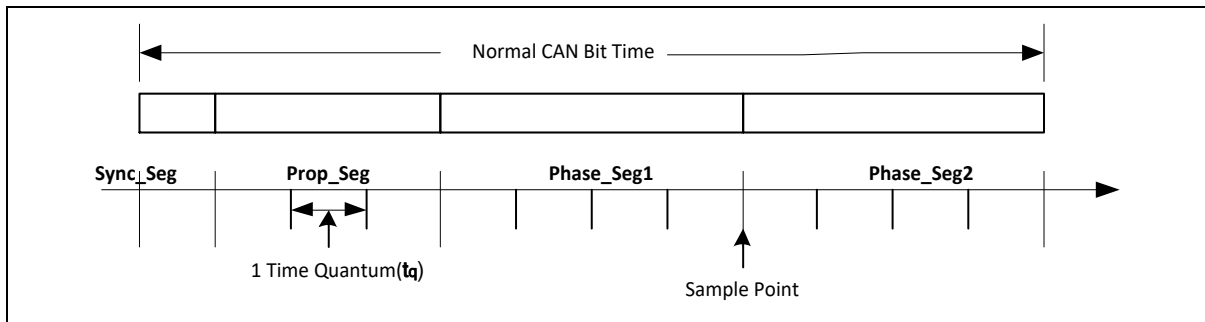 Normal CAN Bit Time
Sync_Seg Prop_Seg Phase_Seg1 Phase_Seg2
1 Time Quantum(tq)
Sample Point